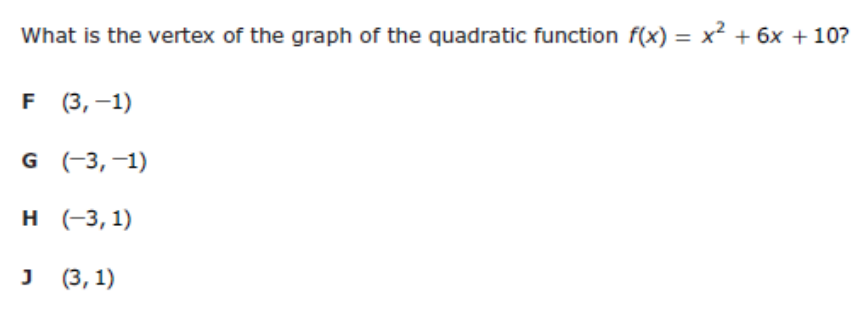 What is the vertex of the graph of the quadratic function f(x) = x² + 6x + 10?
F (3, −1)
G (−3, −1)
H (−3, 1)
J (3, 1)